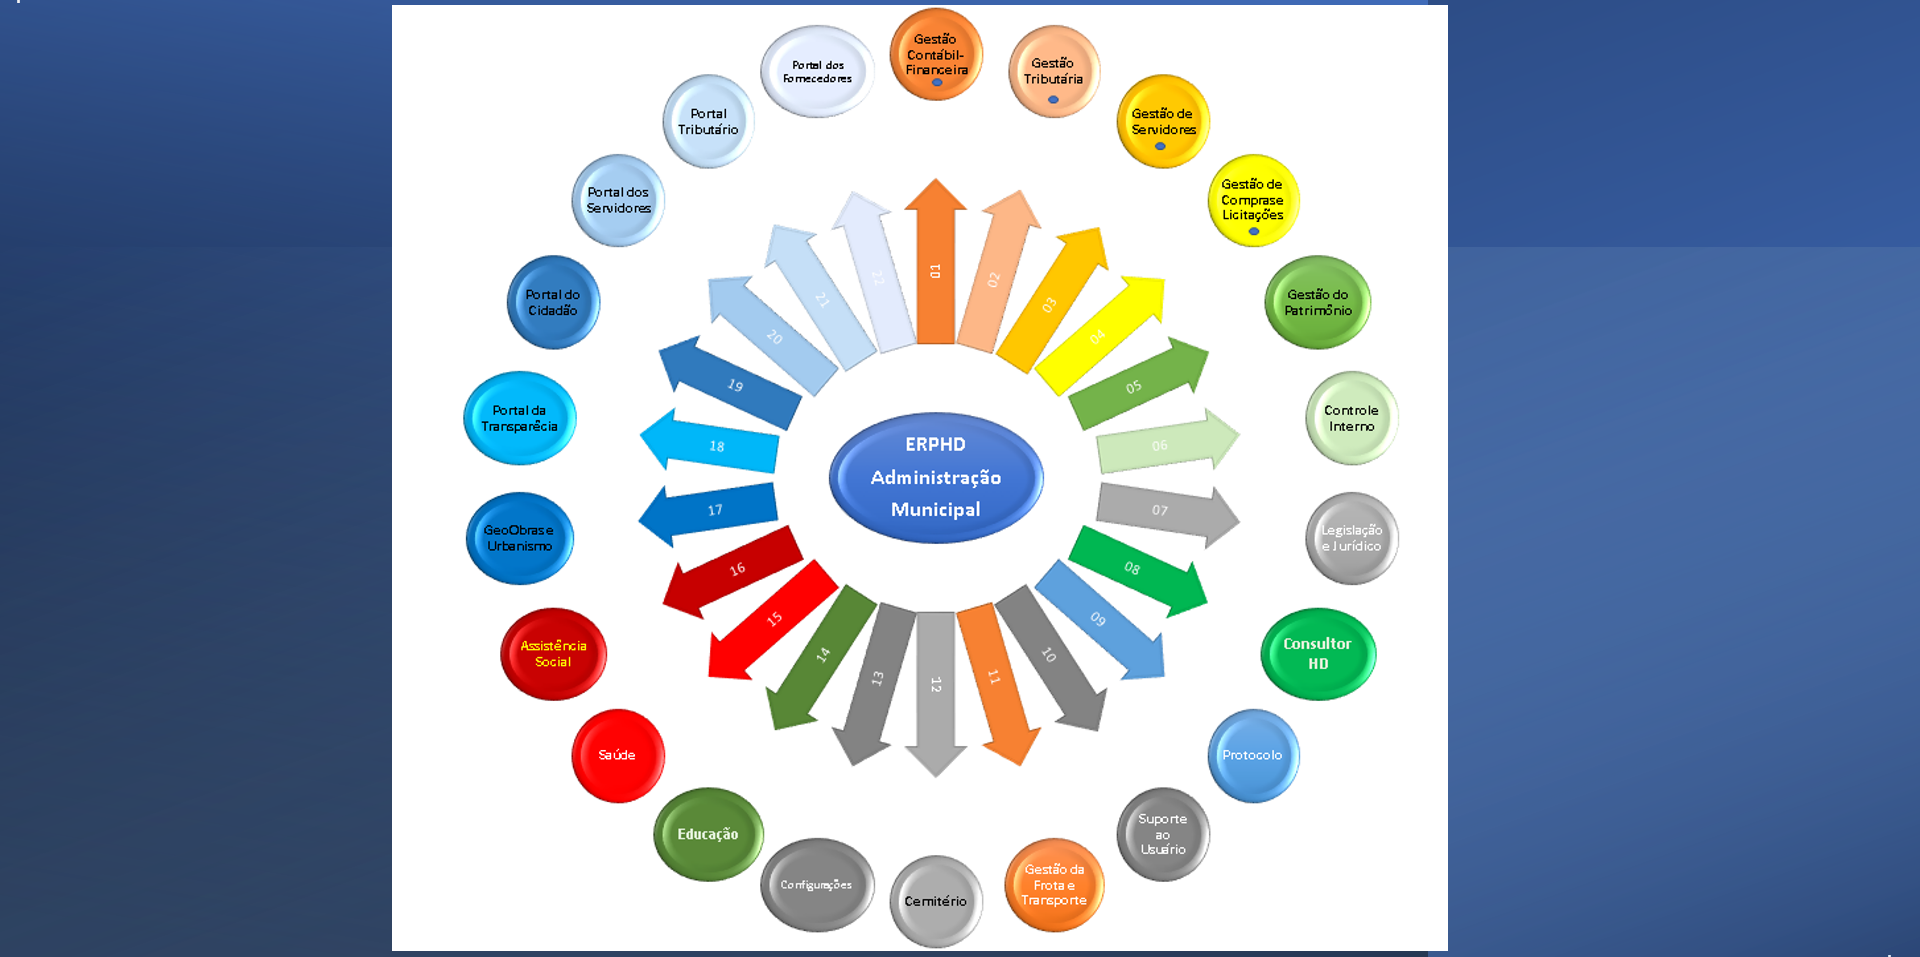 Gestão
Contábil-
Financeira
Gestão
Tributária
Gestão de
Servidores
Gestão de
Comprase
Licitações
Gestão do
Patrimônio
Controle
Interno
Legislação
e Jurídico
Consultor
HD
Protocolo
Suporte
ao
Usuário
Gestão da
Frota e
Transporte
Cemitério
Configurações
Educação
Saúde
Assistência
Social
GeoObras e
Urbanismo
Portal da
Transparêcia
Portal do
Cidadão
Portal dos
Servidores
Portal
Tributário
Portal dos
Fornecedores
01
02
03
04
05
06
07
08
09
10
11
12
13
14
15
16
17
18
19
20
21
22
ERPHD
Administração
Municipal